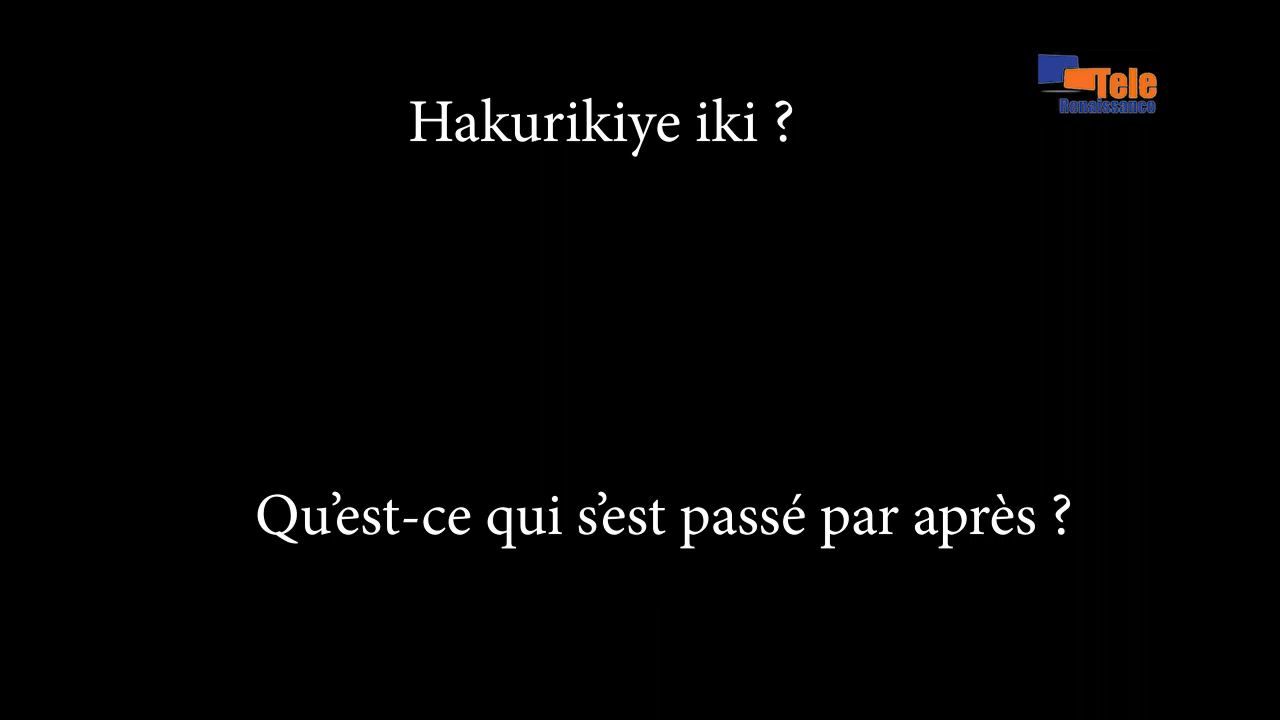 Tele
Renaissance
Hakurikiye iki ?
Qu’est-ce qui s’est passé par après ?